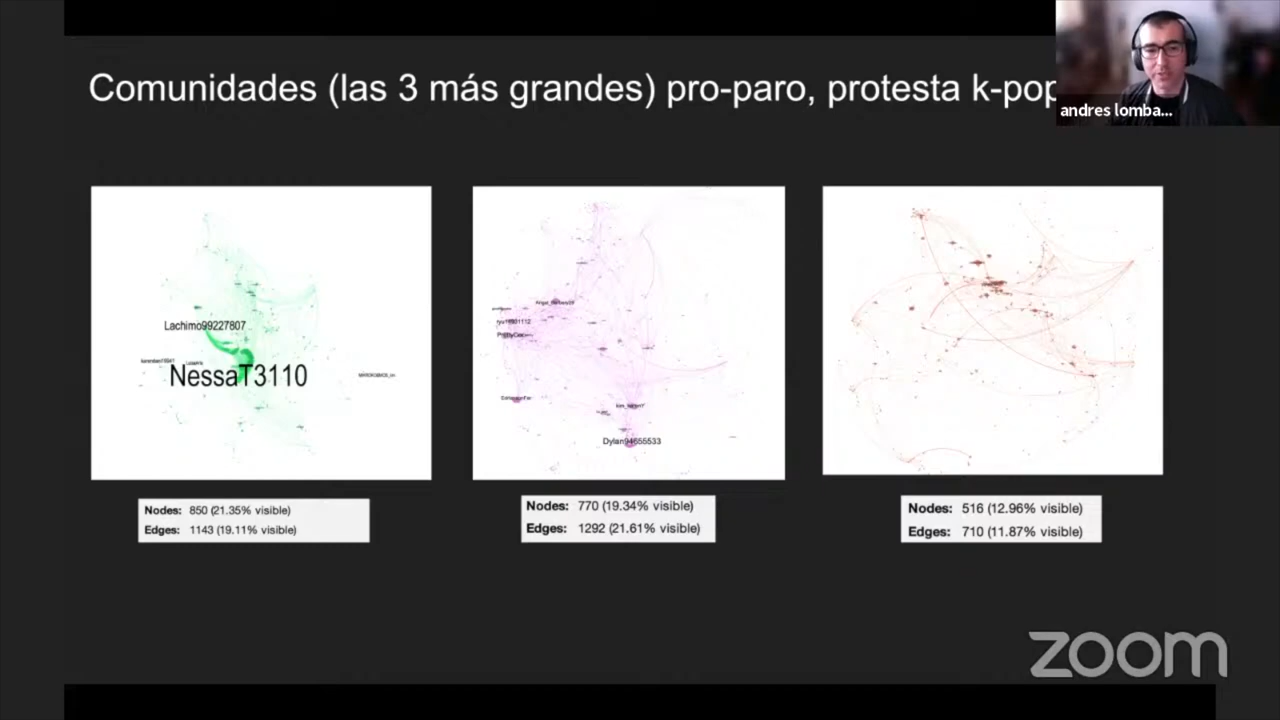 Comunidades (las 3 más grandes) pro-paro, protesta k-pop
andres lomba...
Lachimo99227807
NessaT3110
Dylan94655533
Nodes: 850 (21.35% visible)
Edges: 1143 (19.11% visible)
Nodes: 770 (19.34% visible)
Edges: 1292 (21.61% visible)
Nodes: 516 (12.96% visible)
Edges: 710 (11.87% visible)
zoom